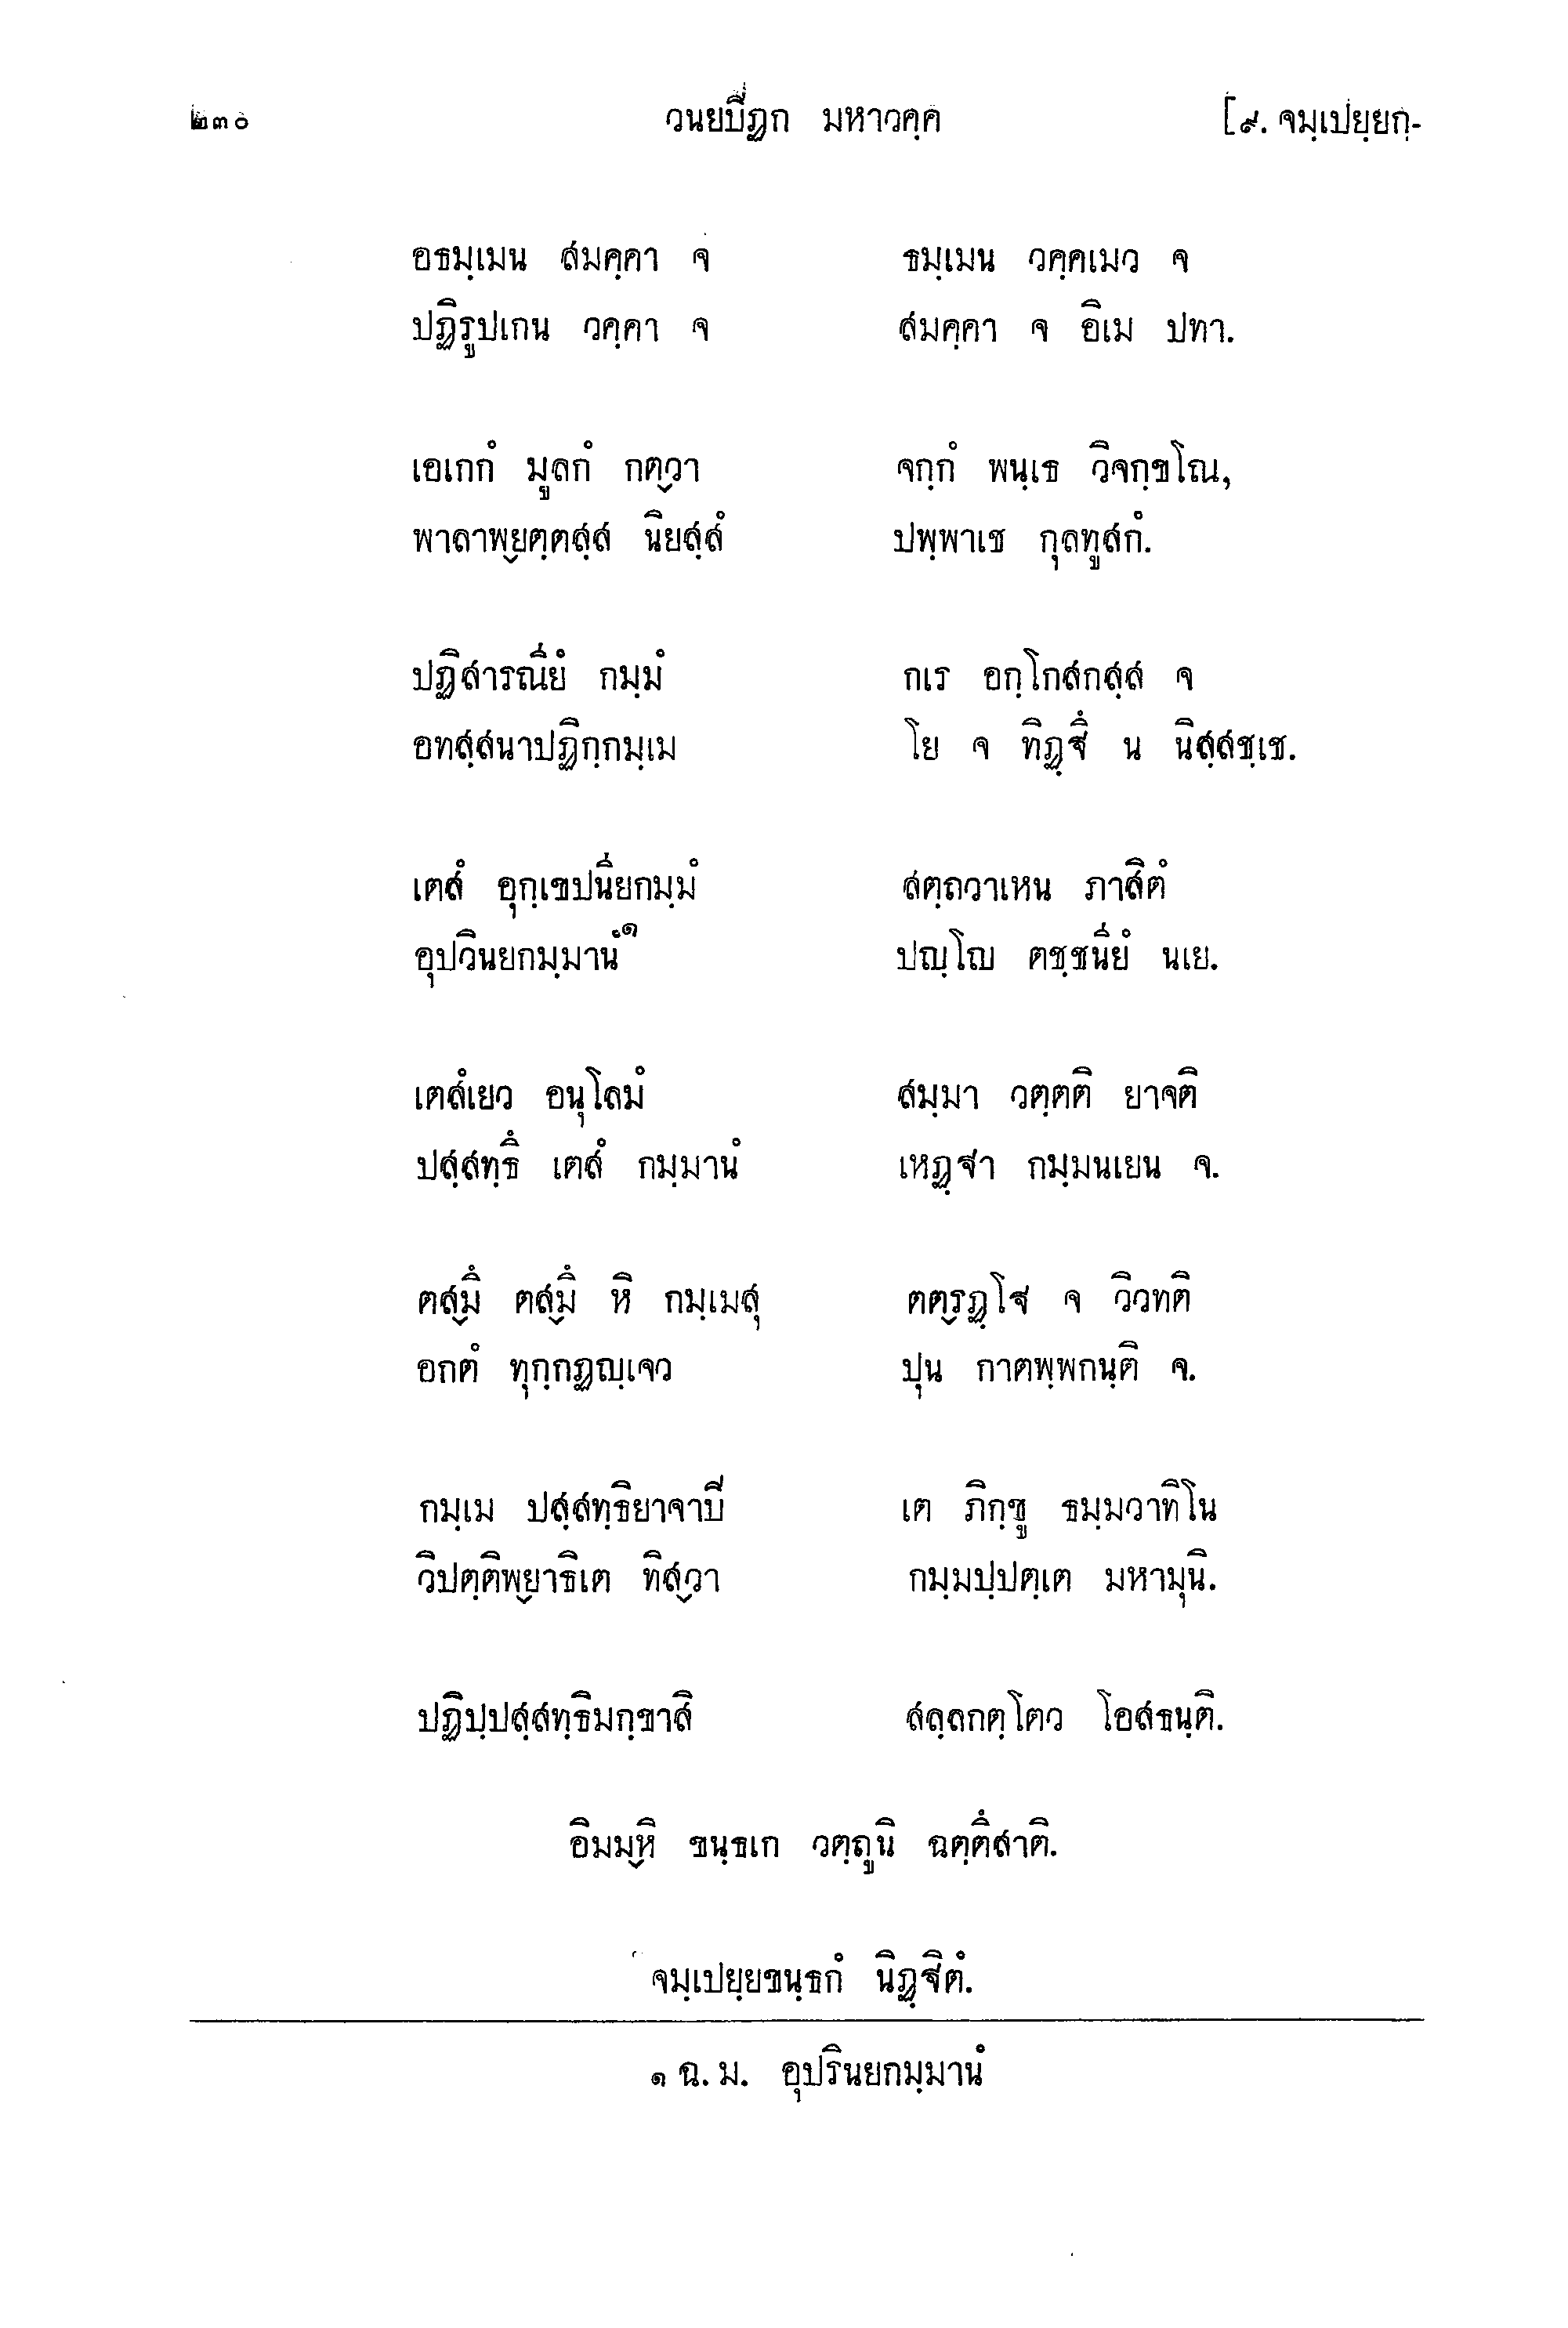 ๒๓๐ วนยปิฏก มหาวคฺค [๙. จมฺเปยฺยกฺ-
อธมฺเมน สมคฺคา จ ธมฺเมน วคฺคเมว จ
ปฏิรูปเกน วคฺคา จ สมคฺคา จ อิเม ปทา.
เอเกกํ มูลกํ กตฺวา จกฺกํ พนฺเธ วิจกฺขโณ,
พาลาพฺยตฺตสฺส นิยสฺสํ ปพฺพาเช กุลทูสกํ.
ปฏิสารณียํ กมฺมํ กเร อกฺโกสกสฺส จ
อทสฺสนาปฏิกฺกมฺเม โย จ ทิฏฺฐึ น นิสฺสชฺเช.
เตสํ อุกฺเขปนียกมฺมํ สตฺถวาเหน ภาสิตํ
อุปวินยกมฺมานํ๑ ปญฺโญ ตชฺชนียํ นเย.
เตสํเยว อนุโลมํ สมฺมา วตฺตติ ยาจติ
ปสฺสทฺธึ เตสํ กมฺมานํ เหฏฺฐา กมฺมนเยน จ.
ตสฺมึ ตสฺมึ หิ กมฺเมสุ ตตฺรฏฺโฐ จ วิวทติ
อกตํ ทุกฺกฏญฺเจว ปุน กาตพฺพกนฺติ จ.
กมฺเม ปสฺสทฺธิยาจาปี เต ภิกฺขู ธมฺมวาทิโน
วิปตฺติพฺยาธิเต ทิสฺวา กมฺมปฺปตฺเต มหามุนิ.
ปฏิปฺปสฺสทฺธิมกฺขาสิ สลฺลกตฺโตว โอสธนฺติ.
อิมมฺหิ ขนฺธเก วตฺถูนิ ฉตฺตึสาติ.
จมฺเปยฺยขนฺธกํ นิฏฺฐิตํ.
๑ ฉ. ม. อุปรินยกมฺมานํ